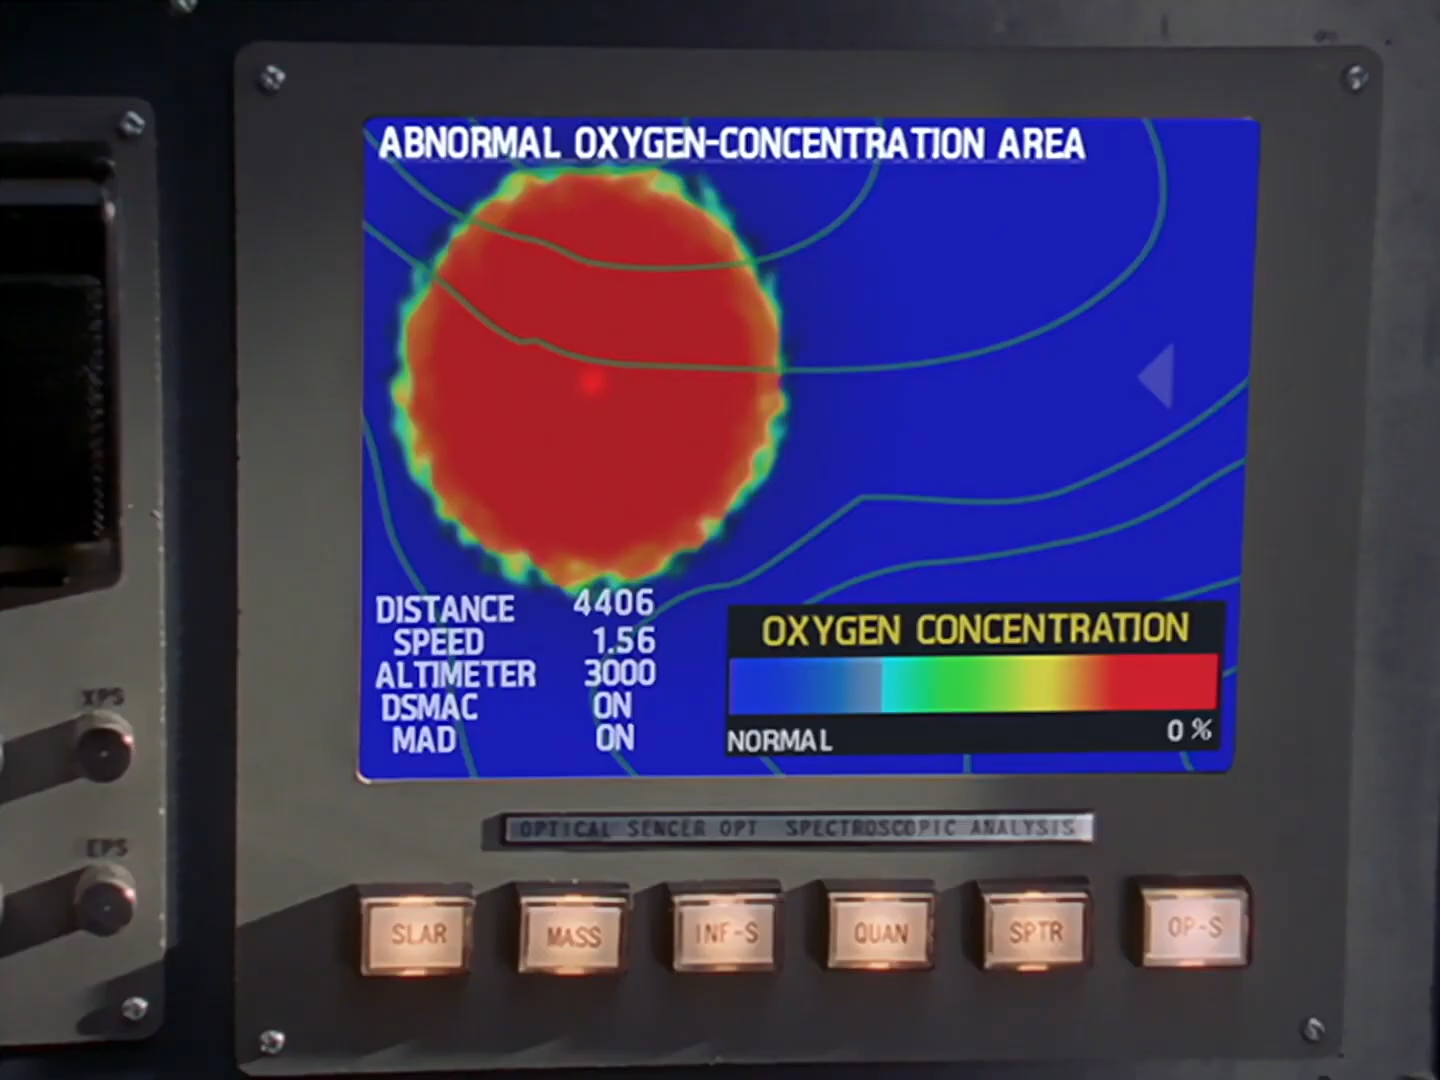 ABNORMAL OXYGEN-CONCENTRATION AREA
DISTANCE 4406
SPEED 1.56
ALTIMETER 3000
DSMAC ON
MAD ON
OXYGEN CONCENTRATION
NORMAL 0 %
XPS
EPS
OPTICAL SENCER OPT SPECTROSCOPIC ANALYSIS
SLAR MASS INF-S QUAN SPTR OP-S